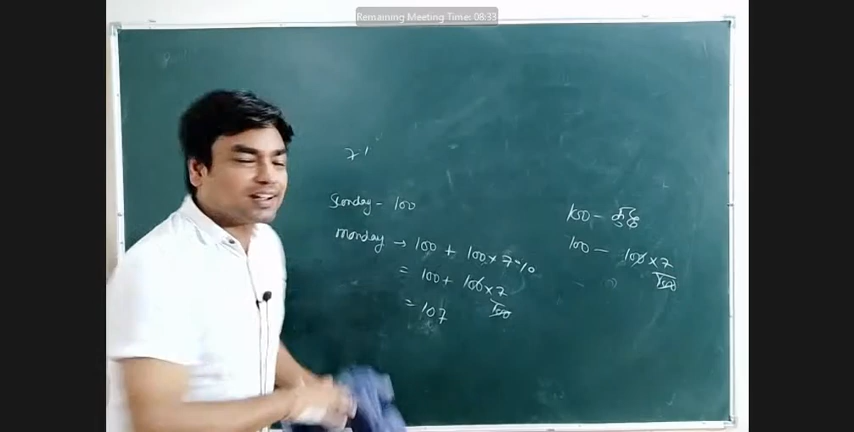 Remaining Meeting Time: 08:33
7'
Sunday - 100
Monday → 100 + 100 × 7%
= 100 + 100 × 7
100
= 107
100 -
100 - 100 × 7
100